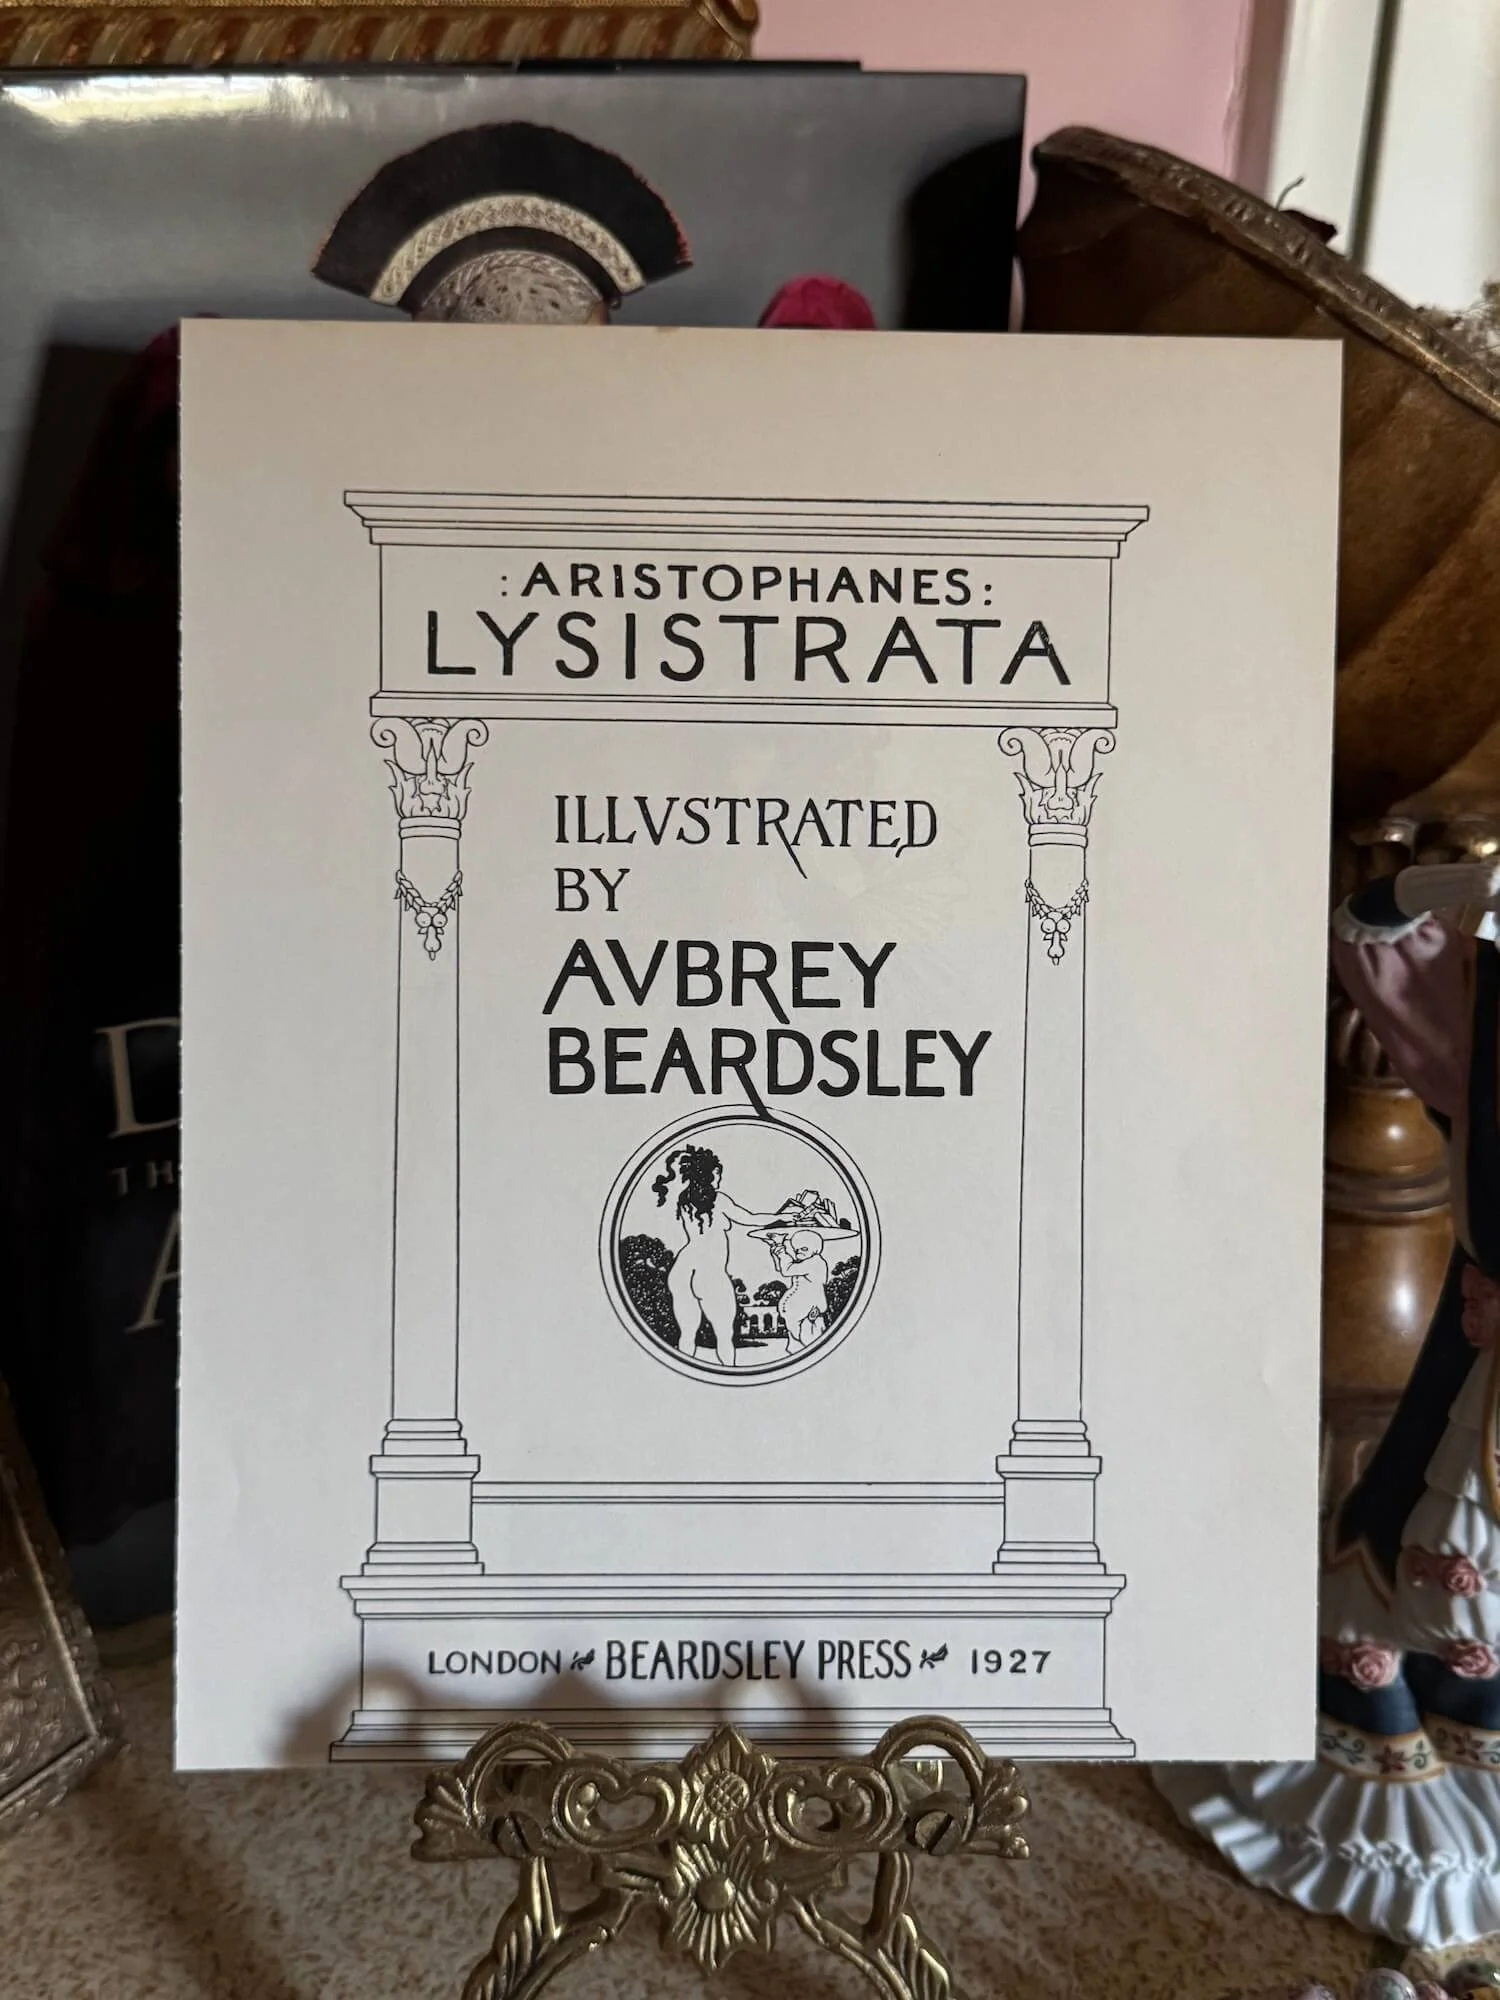 :ARISTOPHANES:
LYSISTRATA
ILLVSTRATED
BY
AVBREY
BEARDSLEY
LONDON BEARDSLEY PRESS 1927